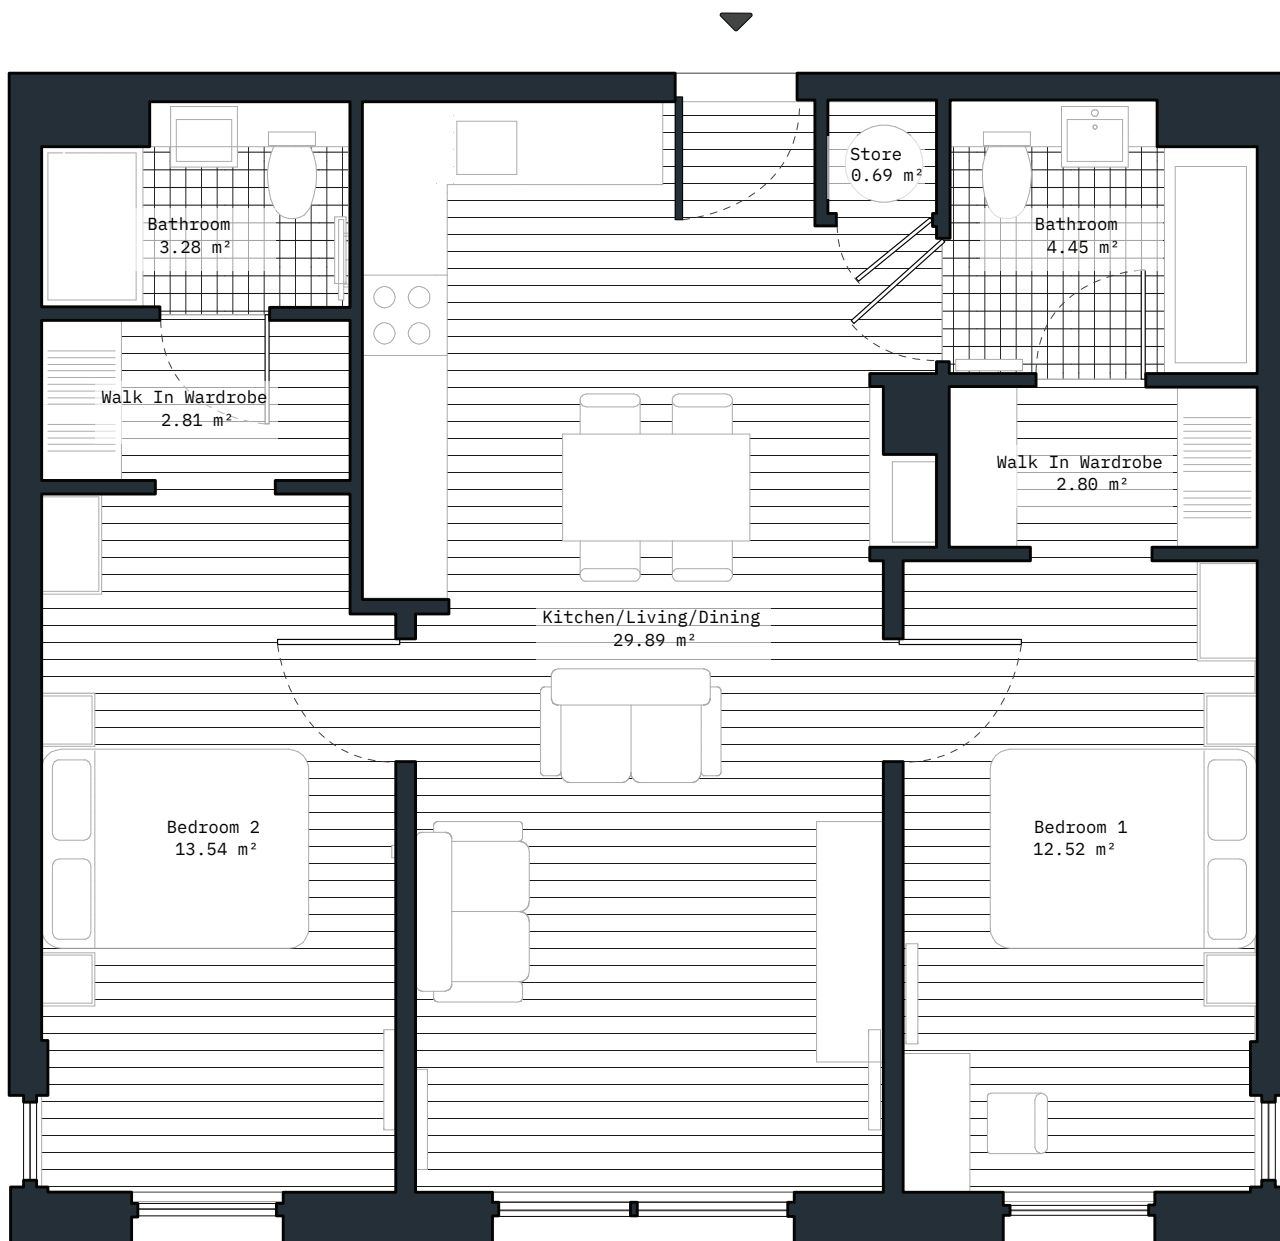 Store
0.69 m²
Bathroom
3.28 m²
Bathroom
4.45 m²
Walk In Wardrobe
2.81 m²
Walk In Wardrobe
2.80 m²
Kitchen/Living/Dining
29.89 m²
Bedroom 2
13.54 m²
Bedroom 1
12.52 m²